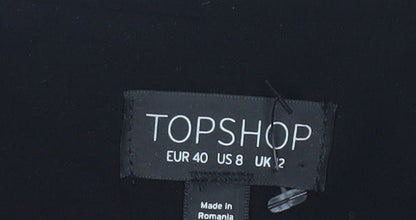 TOPSHOP
EUR 40 US 8 UK 12
Made in
Romania